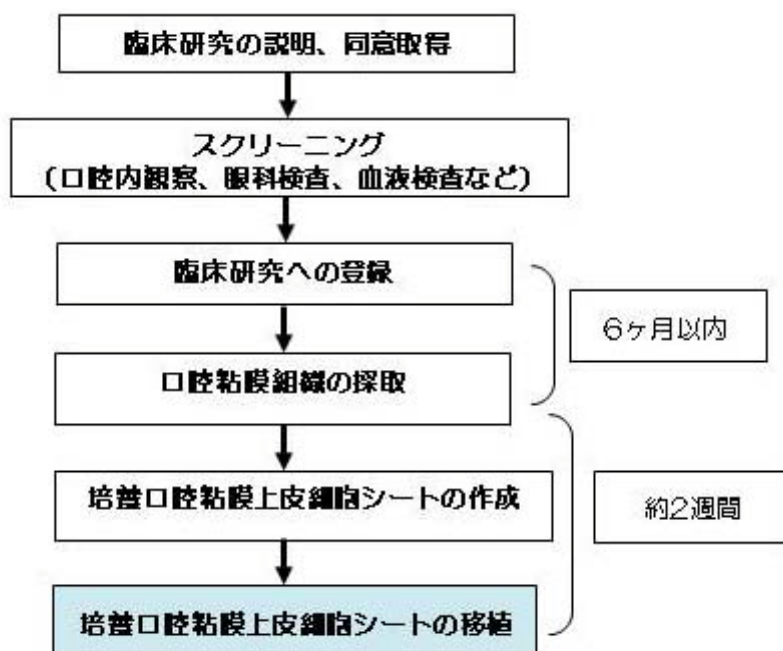 臨床研究の説明、同意取得
スクリーニング
(口腔内観察、眼科検査、血液検査など)
臨床研究への登録
6ヶ月以内
口腔粘膜組織の採取
培養口腔粘膜上皮細胞シートの作成
約2週間
培養口腔粘膜上皮細胞シートの移植